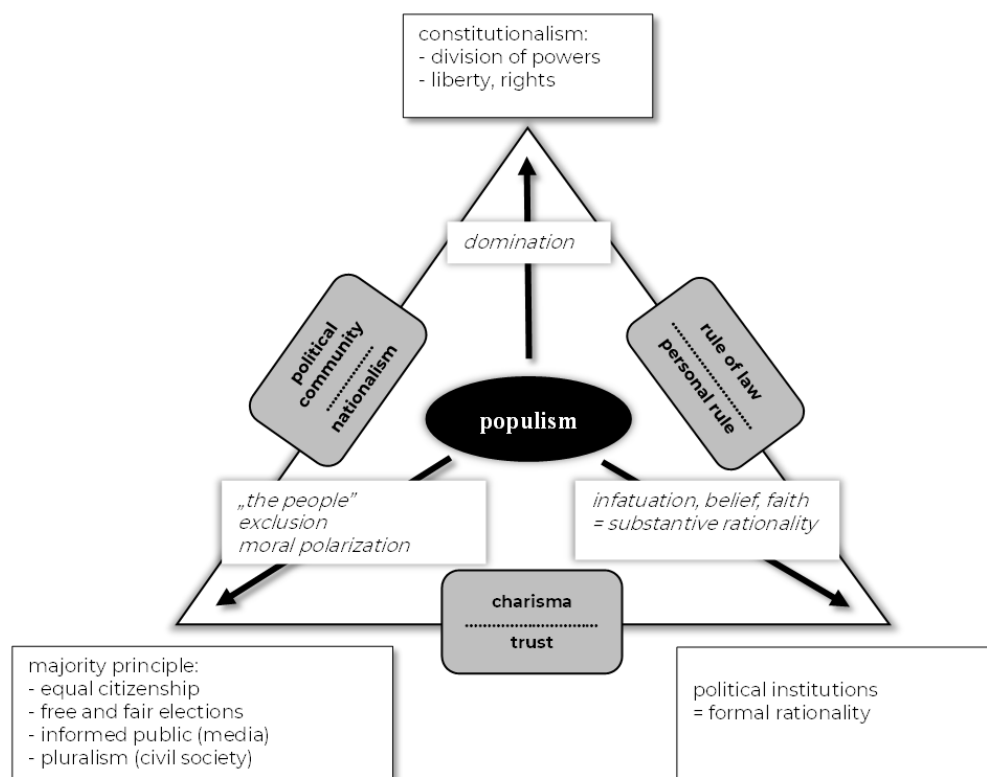 constitutionalism:
- division of powers
- liberty, rights
domination
political
community
nationalism
rule of law
personal rule
populism
„the people”
exclusion
moral polarization
infatuation, belief, faith
= substantive rationality
charisma
trust
majority principle:
- equal citizenship
- free and fair elections
- informed public (media)
- pluralism (civil society)
political institutions
= formal rationality